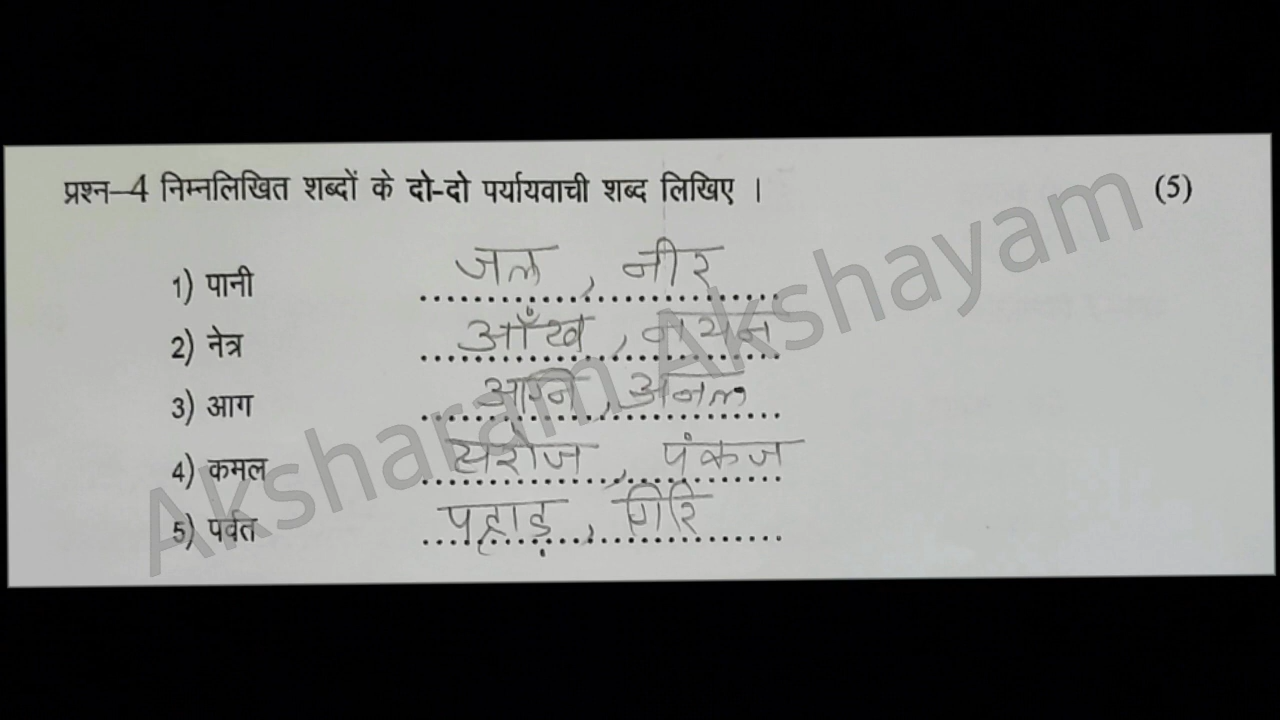 प्रश्न–4 निम्नलिखित शब्दों के दो-दो पर्यायवाची शब्द लिखिए । (5)
1) पानी जल , नीर
2) नेत्र आँख , नयन
3) आग अग्नि , अनल
4) कमल सरोज , पंकज
5) पर्वत पहाड़ , गिरि
Aksharam Akshayam